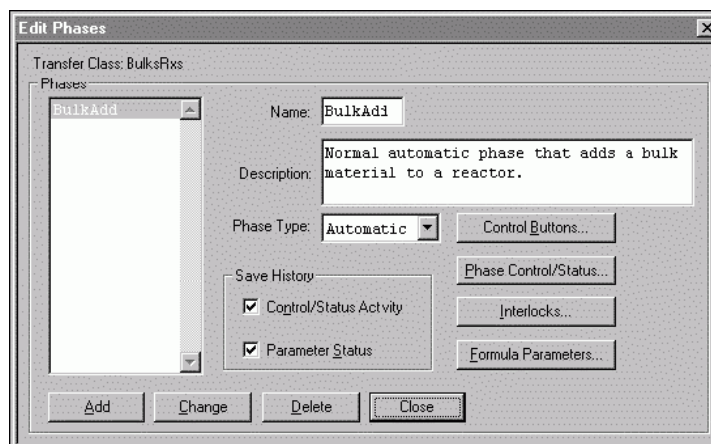 Edit Phases
Transfer Class: BulksRxs
Phases
BulkAdd
Name: BulkAdd
Description: Normal automatic phase that adds a bulk
material to a reactor.
Phase Type: Automatic
Control Buttons...
Save History
Phase Control/Status...
Control/Status Actvity
Interlocks...
Parameter Status
Formula Parameters...
Add Change Delete Close